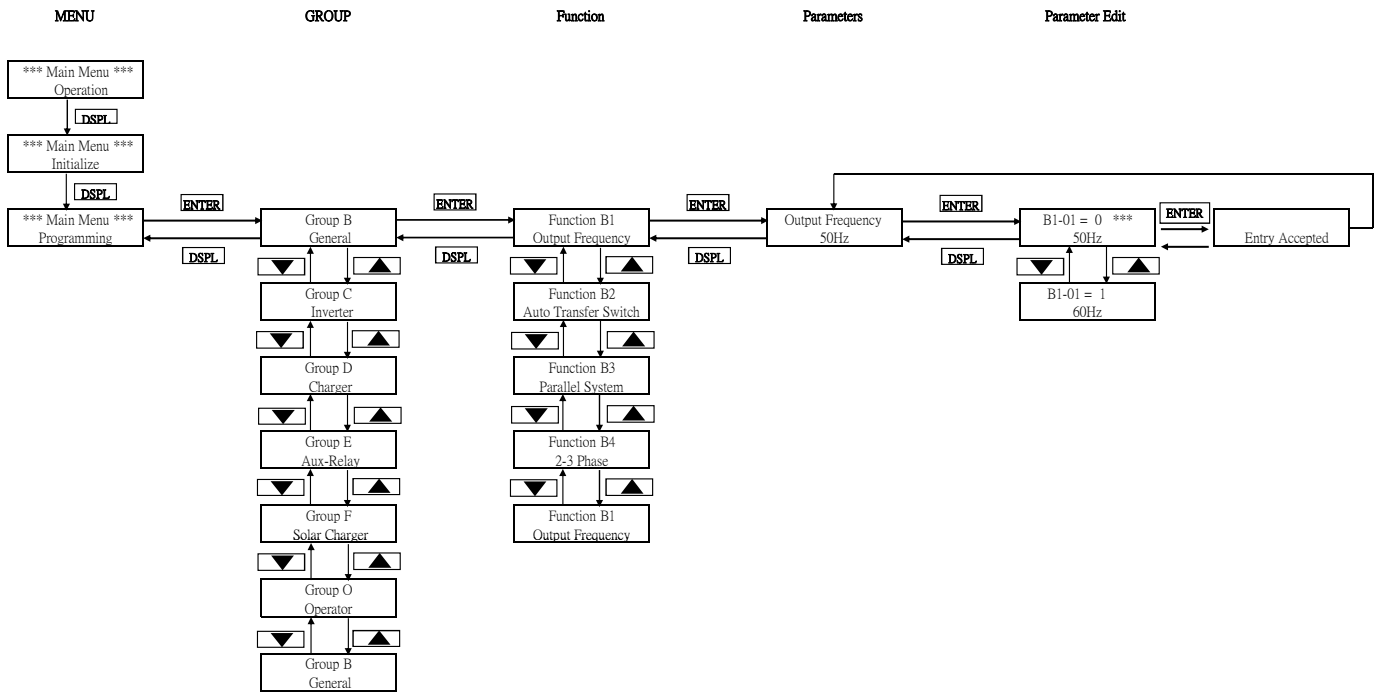 MENU
GROUP
Function
Parameters
Parameter Edit
*** Main Menu ***
Operation
DSPL
*** Main Menu ***
Initialize
DSPL
*** Main Menu ***
Programming
ENTER
DSPL
Group B
General
ENTER
DSPL
Function B1
Output Frequency
ENTER
DSPL
Output Frequency
50Hz
ENTER
DSPL
B1-01 = 0 ***
50Hz
ENTER
Entry Accepted
Group C
Inverter
Function B2
Auto Transfer Switch
B1-01 = 1
60Hz
Group D
Charger
Function B3
Parallel System
Group E
Aux-Relay
Function B4
2-3 Phase
Group F
Solar Charger
Function B1
Output Frequency
Group O
Operator
Group B
General